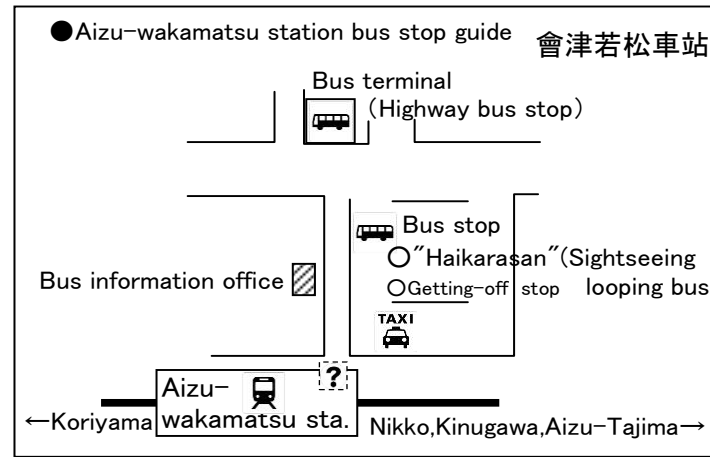 ●Aizu-wakamatsu station bus stop guide
會津若松車站
Bus terminal
(Highway bus stop)
Bus stop
○"Haikarasan"(Sightseeing
looping bus
○Getting-off stop
Bus information office
TAXI
?
Aizu-
wakamatsu sta.
←Koriyama
Nikko,Kinugawa,Aizu-Tajima→